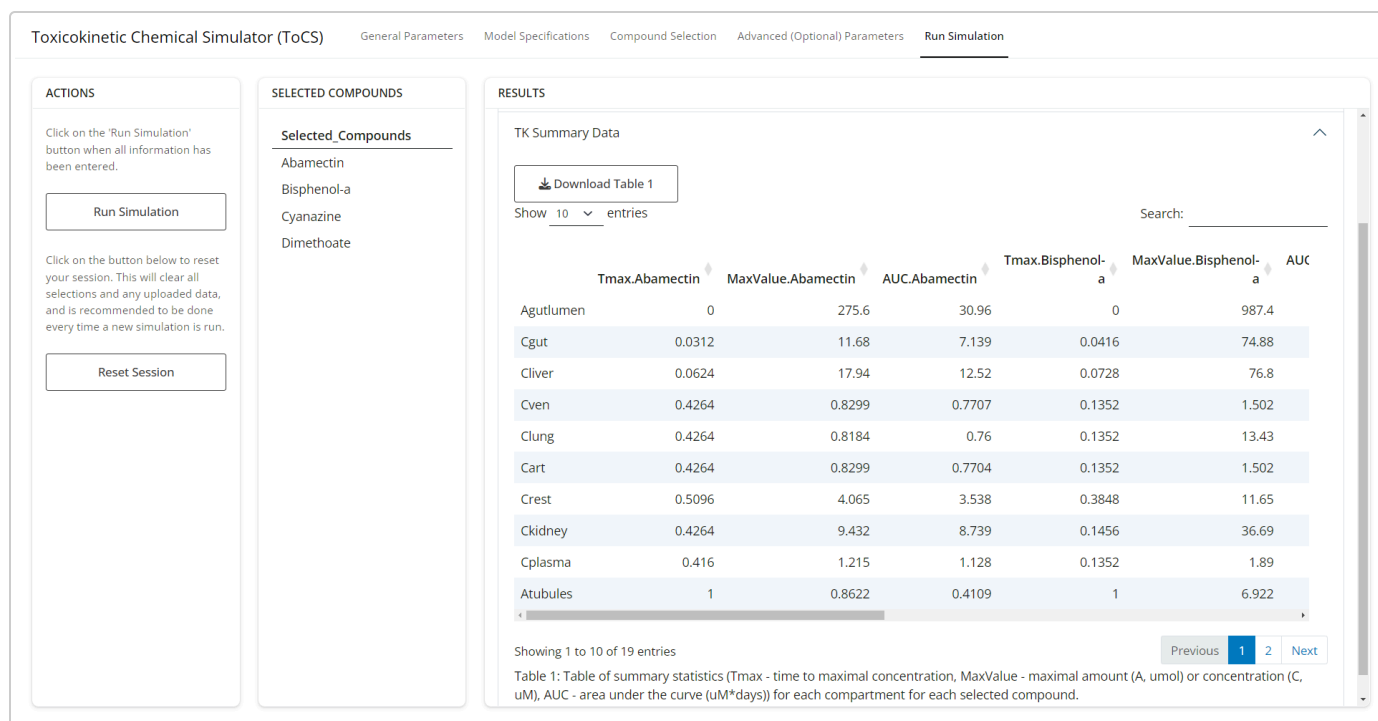 Toxicokinetic Chemical Simulator (ToCS) General Parameters Model Specifications Compound Selection Advanced (Optional) Parameters Run Simulation
ACTIONS
Click on the 'Run Simulation'
button when all information has
been entered.
Run Simulation
Click on the button below to reset
your session. This will clear all
selections and any uploaded data,
and is recommended to be done
every time a new simulation is run.
Reset Session
SELECTED COMPOUNDS
Selected_Compounds
Abamectin
Bisphenol-a
Cyanazine
Dimethoate
RESULTS
TK Summary Data
Download Table 1
Show 10 entries
Search:
Tmax.Abamectin MaxValue.Abamectin AUC.Abamectin Tmax.Bisphenol-a MaxValue.Bisphenol-a AUC
Agutlumen 0 275.6 30.96 0 987.4
Cgut 0.0312 11.68 7.139 0.0416 74.88
Cliver 0.0624 17.94 12.52 0.0728 76.8
Cven 0.4264 0.8299 0.7707 0.1352 1.502
Clung 0.4264 0.8184 0.76 0.1352 13.43
Cart 0.4264 0.8299 0.7704 0.1352 1.502
Crest 0.5096 4.065 3.538 0.3848 11.65
Ckidney 0.4264 9.432 8.739 0.1456 36.69
Cplasma 0.416 1.215 1.128 0.1352 1.89
Atubules 1 0.8622 0.4109 1 6.922
Showing 1 to 10 of 19 entries
Previous 1 2 Next
Table 1: Table of summary statistics (Tmax - time to maximal concentration, MaxValue - maximal amount (A, umol) or concentration (C,
uM), AUC - area under the curve (uM*days)) for each compartment for each selected compound.